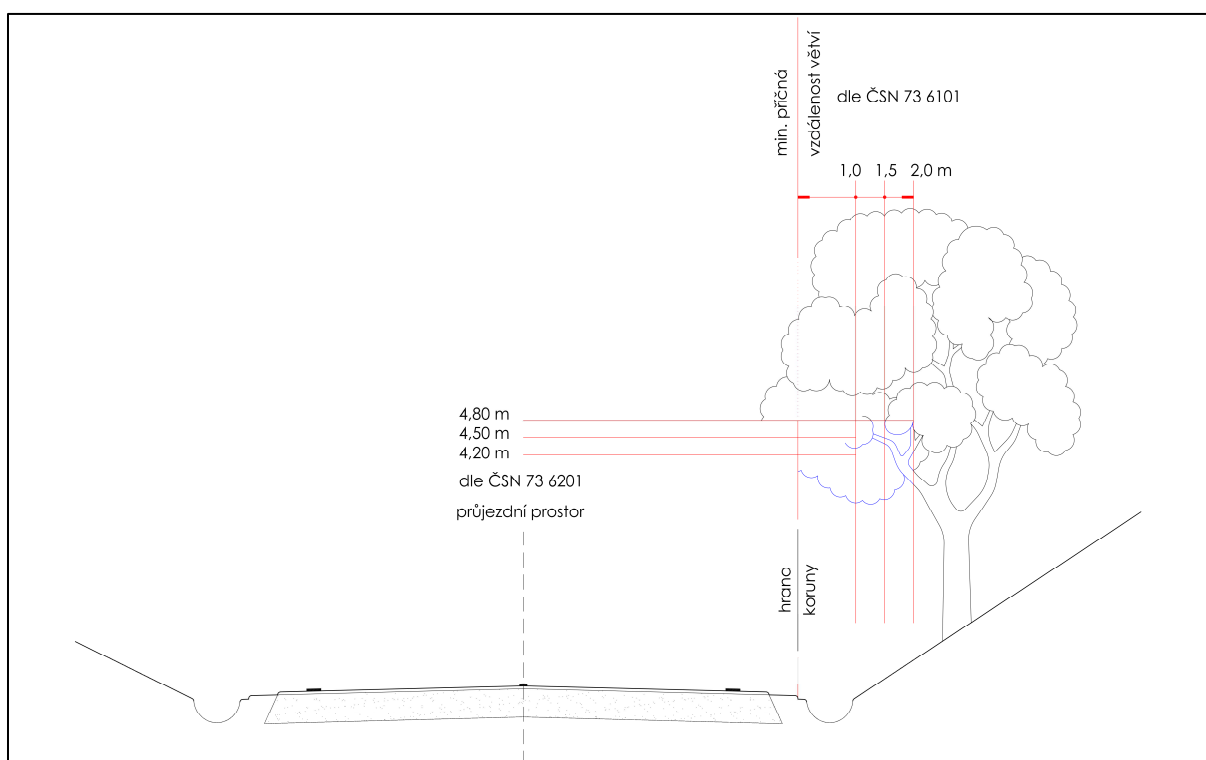 min. příčná
vzdálenost větví
dle ČSN 73 6101
1,0 1,5 2,0 m
4,80 m
4,50 m
4,20 m
dle ČSN 73 6201
průjezdní prostor
hrana
koruny